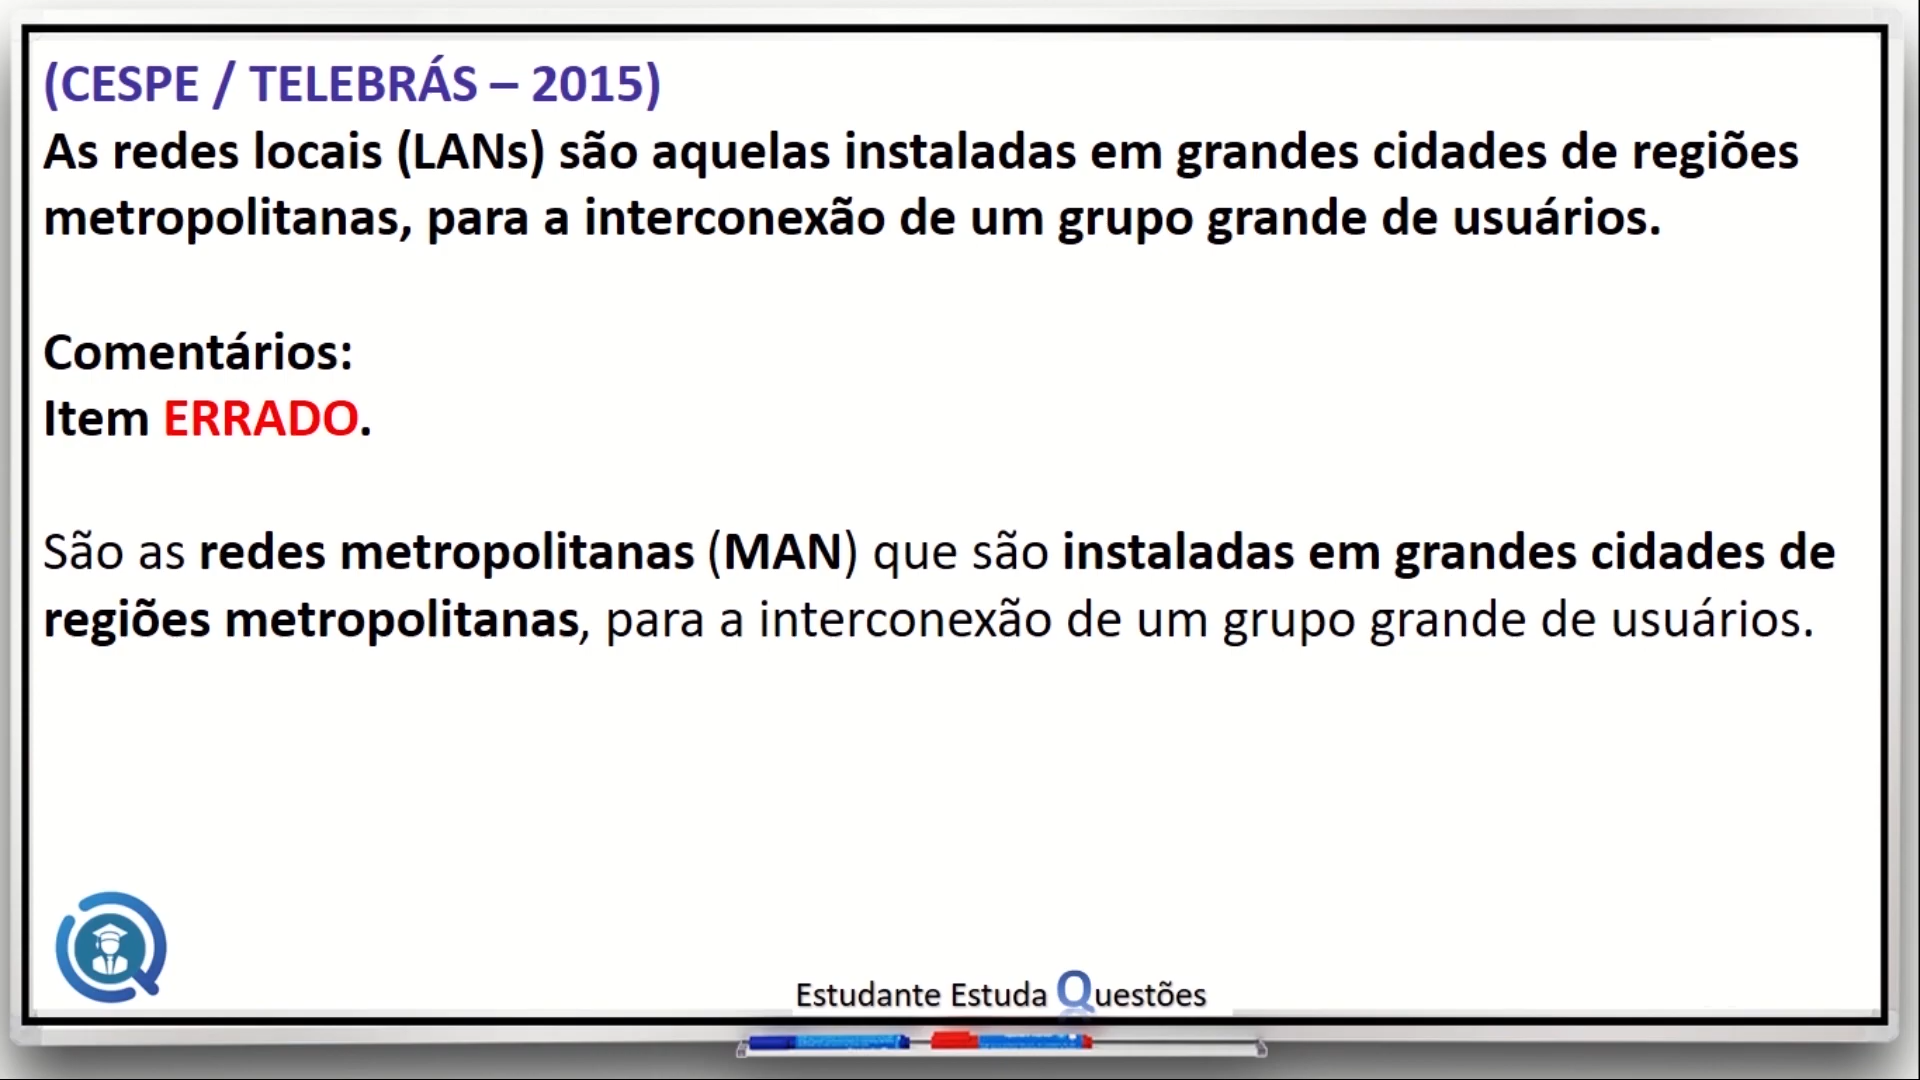 (CESPE / TELEBRÁS – 2015)
As redes locais (LANs) são aquelas instaladas em grandes cidades de regiões
metropolitanas, para a interconexão de um grupo grande de usuários.
Comentários:
Item ERRADO.
São as redes metropolitanas (MAN) que são instaladas em grandes cidades de
regiões metropolitanas, para a interconexão de um grupo grande de usuários.
Estudante Estuda Questões